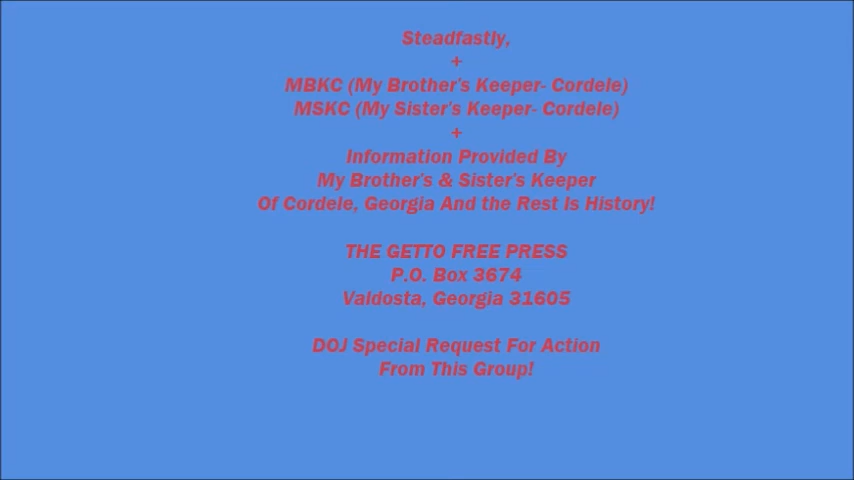 Steadfastly,
+
MBKC (My Brother's Keeper- Cordele)
MSKC (My Sister's Keeper- Cordele)
+
Information Provided By
My Brother's & Sister's Keeper
Of Cordele, Georgia And the Rest Is History!
THE GETTO FREE PRESS
P.O. Box 3674
Valdosta, Georgia 31605
DOJ Special Request For Action
From This Group!